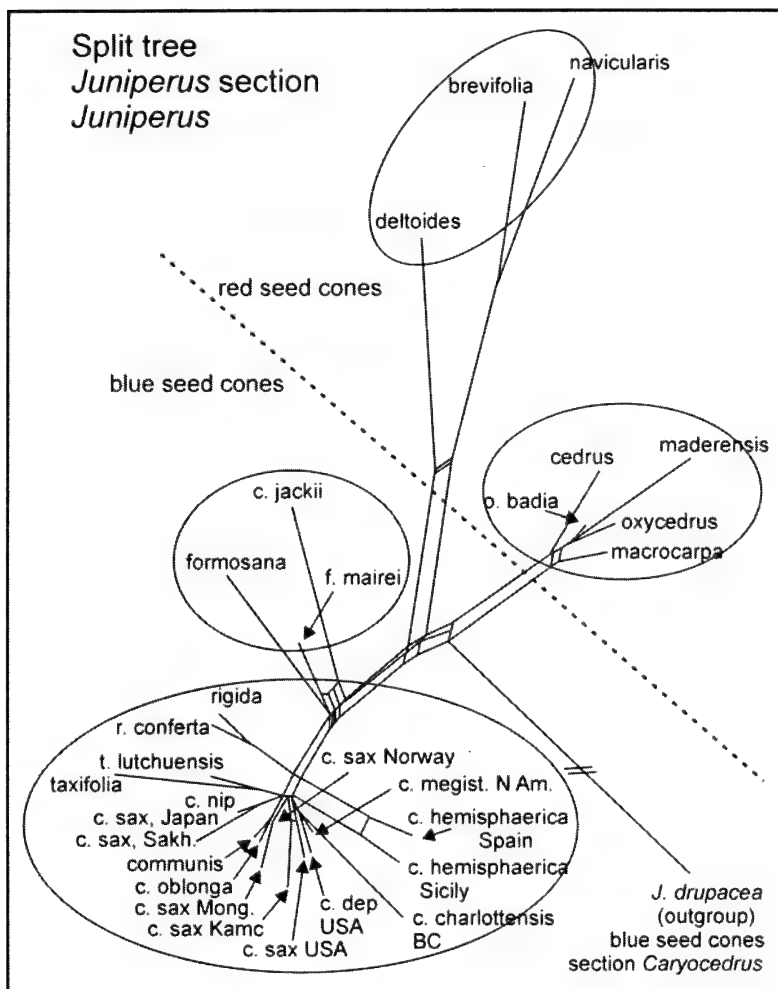 Split tree
Juniperus section
Juniperus
navicularis
brevifolia
deltoides
red seed cones
blue seed cones
maderensis
cedrus
o. badia
oxycedrus
macrocarpa
c. jackii
formosana
f. mairei
rigida
r. conferta
t. lutchuensis
taxifolia
c. nip
c. sax, Japan
c. sax, Sakh.
communis
c. oblonga
c. sax Mong.
c. sax Kamc
c. sax USA
c. dep
USA
c. sax Norway
c. megist. N Am.
c. hemisphaerica
Spain
c. hemisphaerica
Sicily
c. charlottensis
BC
J. drupacea
(outgroup)
blue seed cones
section Caryocedrus